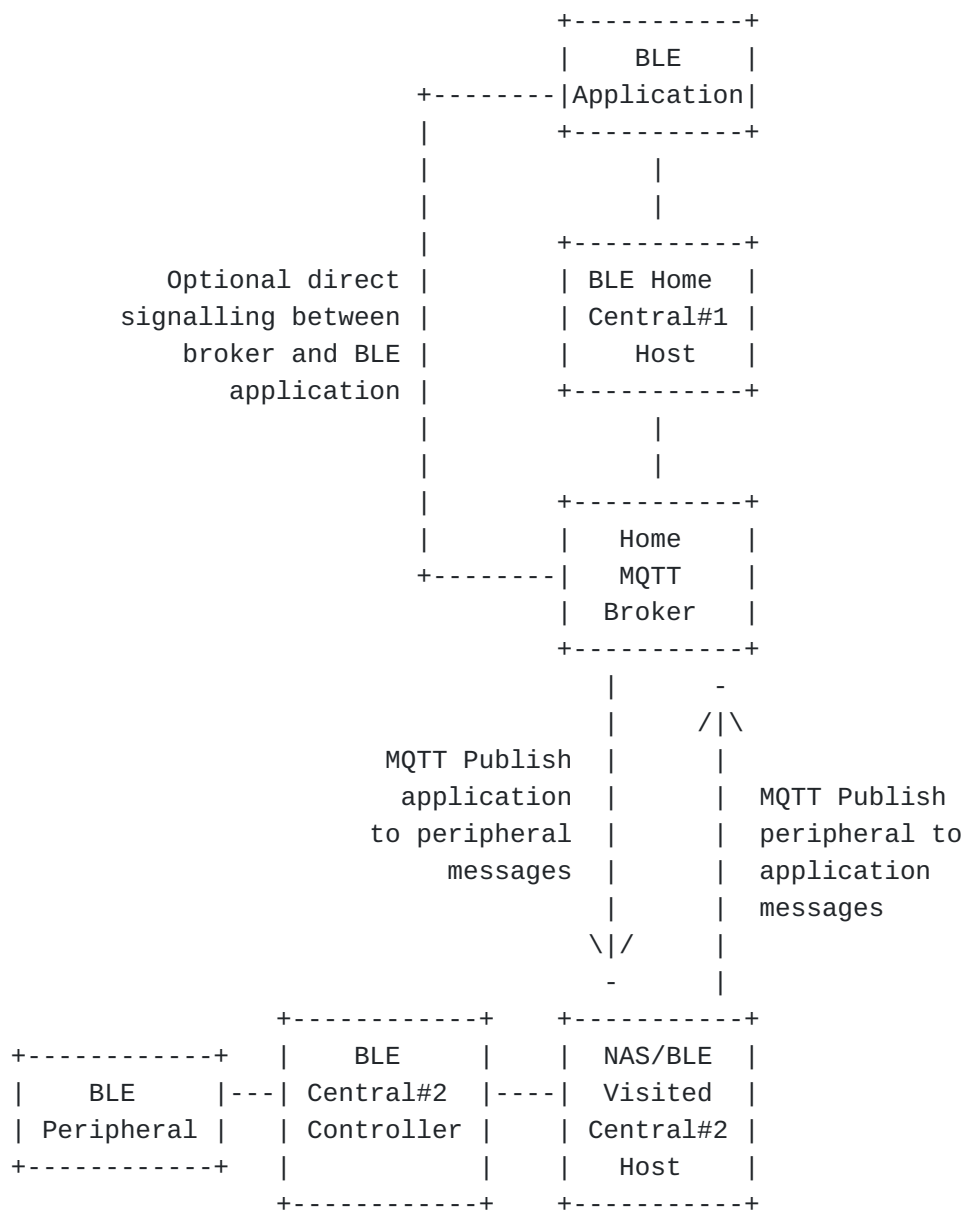 BLE
Application
Optional direct
signalling between
broker and BLE
application
BLE Home
Central#1
Host
Home
MQTT
Broker
MQTT Publish
application
to peripheral
messages
MQTT Publish
peripheral to
application
messages
BLE
Peripheral
BLE
Central#2
Controller
NAS/BLE
Visited
Central#2
Host